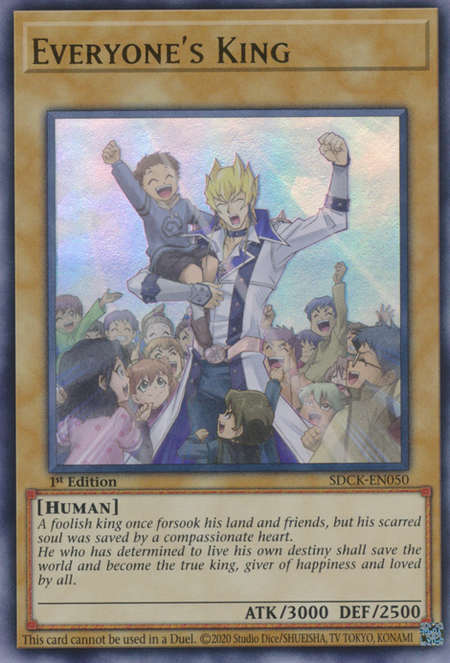 EVERYONE'S KING
1st Edition
SDCK-EN050
[HUMAN]
A foolish king once forsook his land and friends, but his scarred
soul was saved by a compassionate heart.
He who has determined to live his own destiny shall save the
world and become the true king, giver of happiness and loved
by all.
ATK/3000 DEF/2500
This card cannot be used in a Duel. ©2020 Studio Dice/SHUEISHA, TV TOKYO, KONAMI